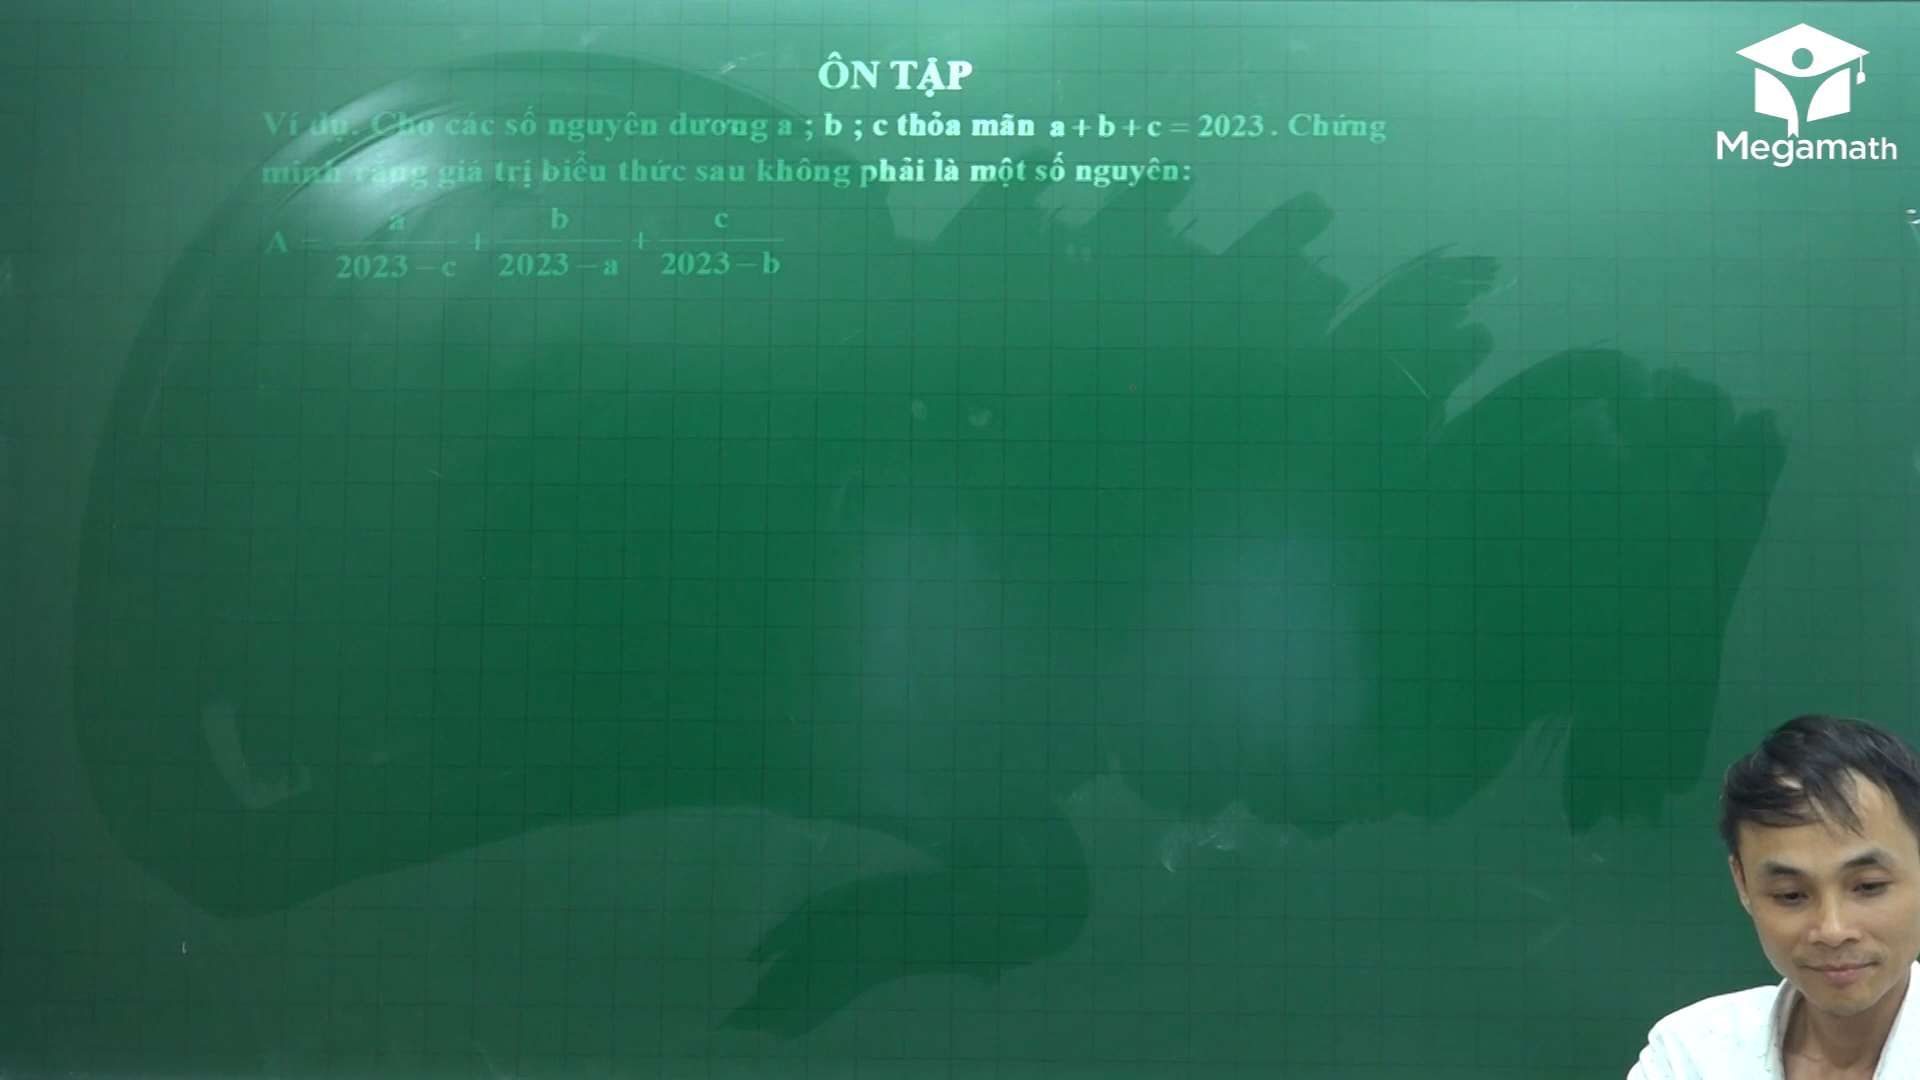 ÔN TẬP
Ví dụ. Cho các số nguyên dương a ; b ; c thỏa mãn a + b + c = 2023. Chứng
minh rằng giá trị biểu thức sau không phải là một số nguyên:
A = a/(2023 – c) + b/(2023 – a) + c/(2023 – b)
Megamath